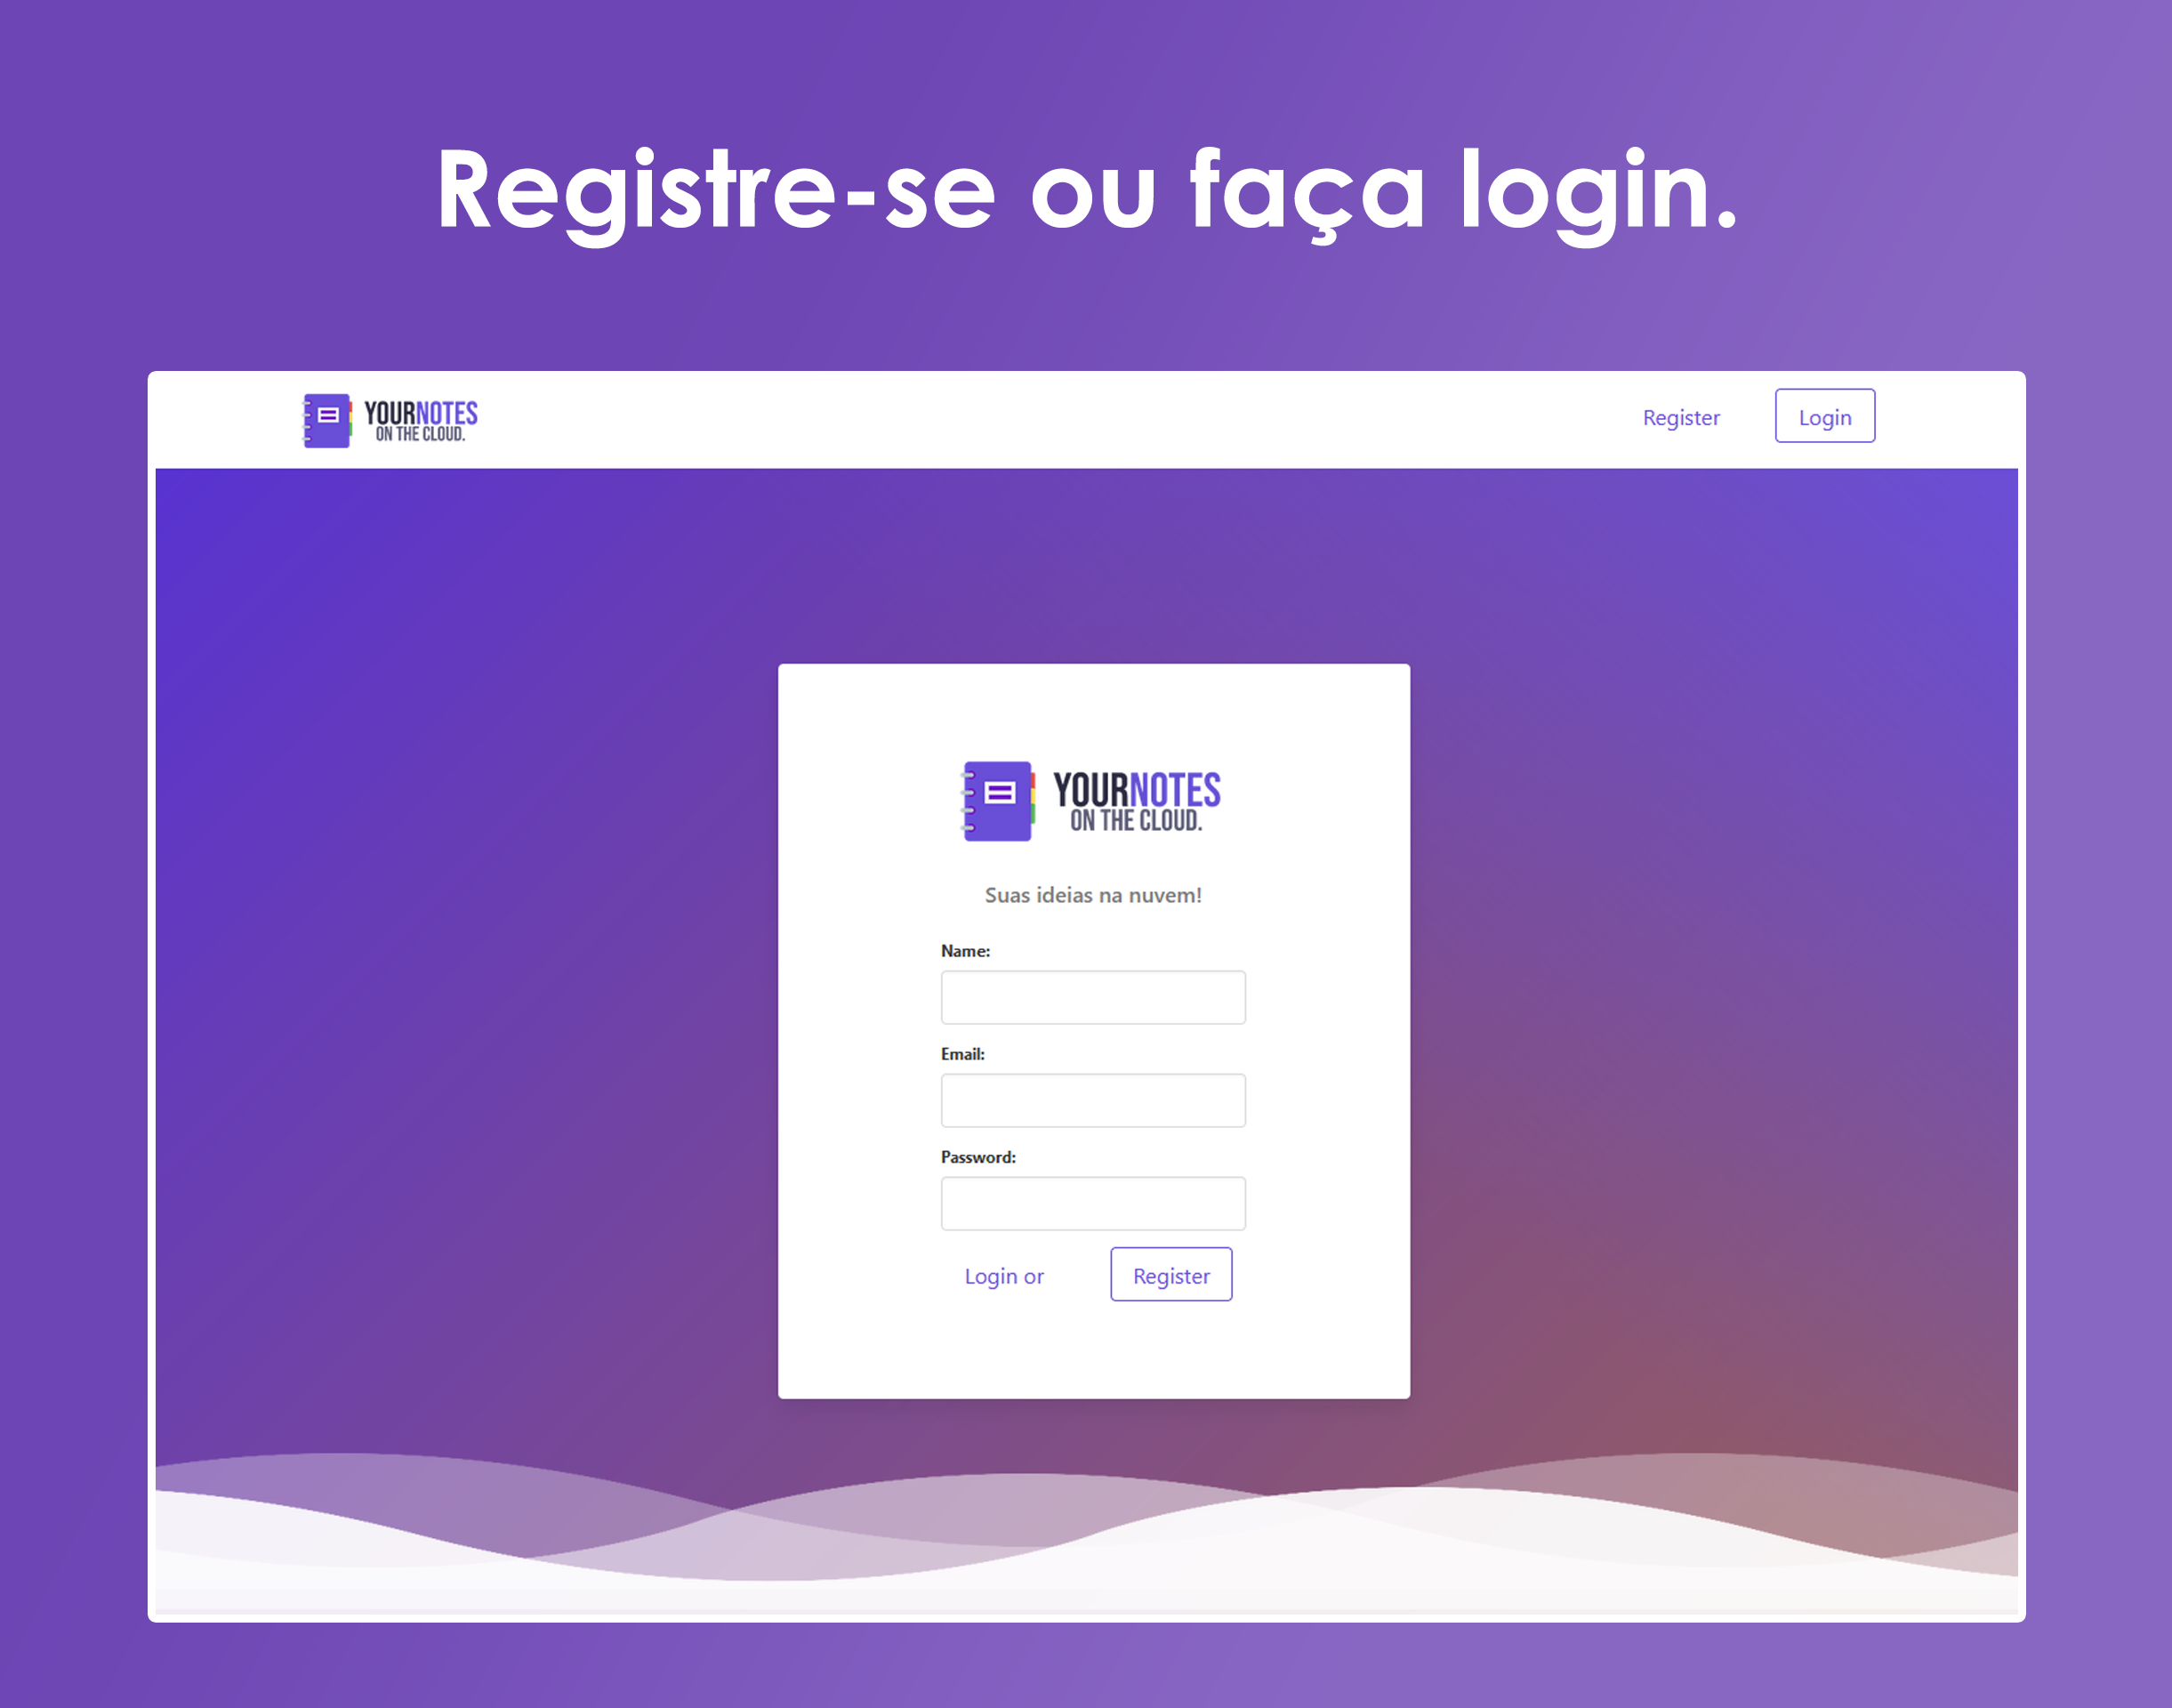 Registre-se ou faça login.
YOURNOTES
ON THE CLOUD.
Register
Login
YOURNOTES
ON THE CLOUD.
Suas ideias na nuvem!
Name:
Email:
Password:
Login or
Register